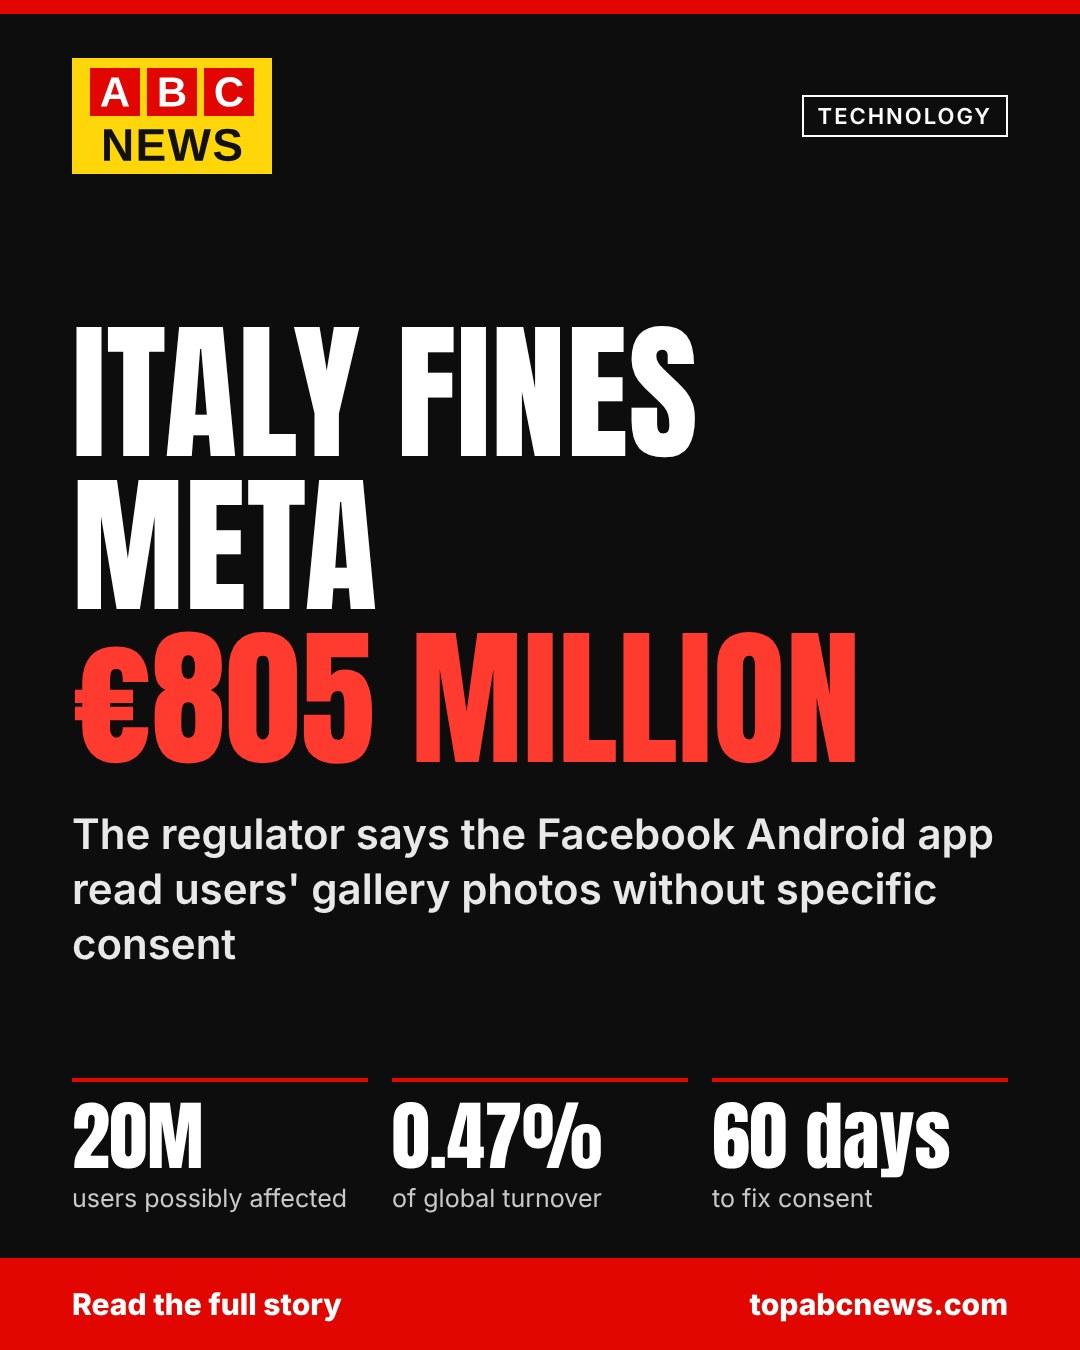 ABC
NEWS
TECHNOLOGY
ITALY FINES
META
€805 MILLION
The regulator says the Facebook Android app
read users' gallery photos without specific
consent
20M
users possibly affected
0.47%
of global turnover
60 days
to fix consent
Read the full story
topabcnews.com